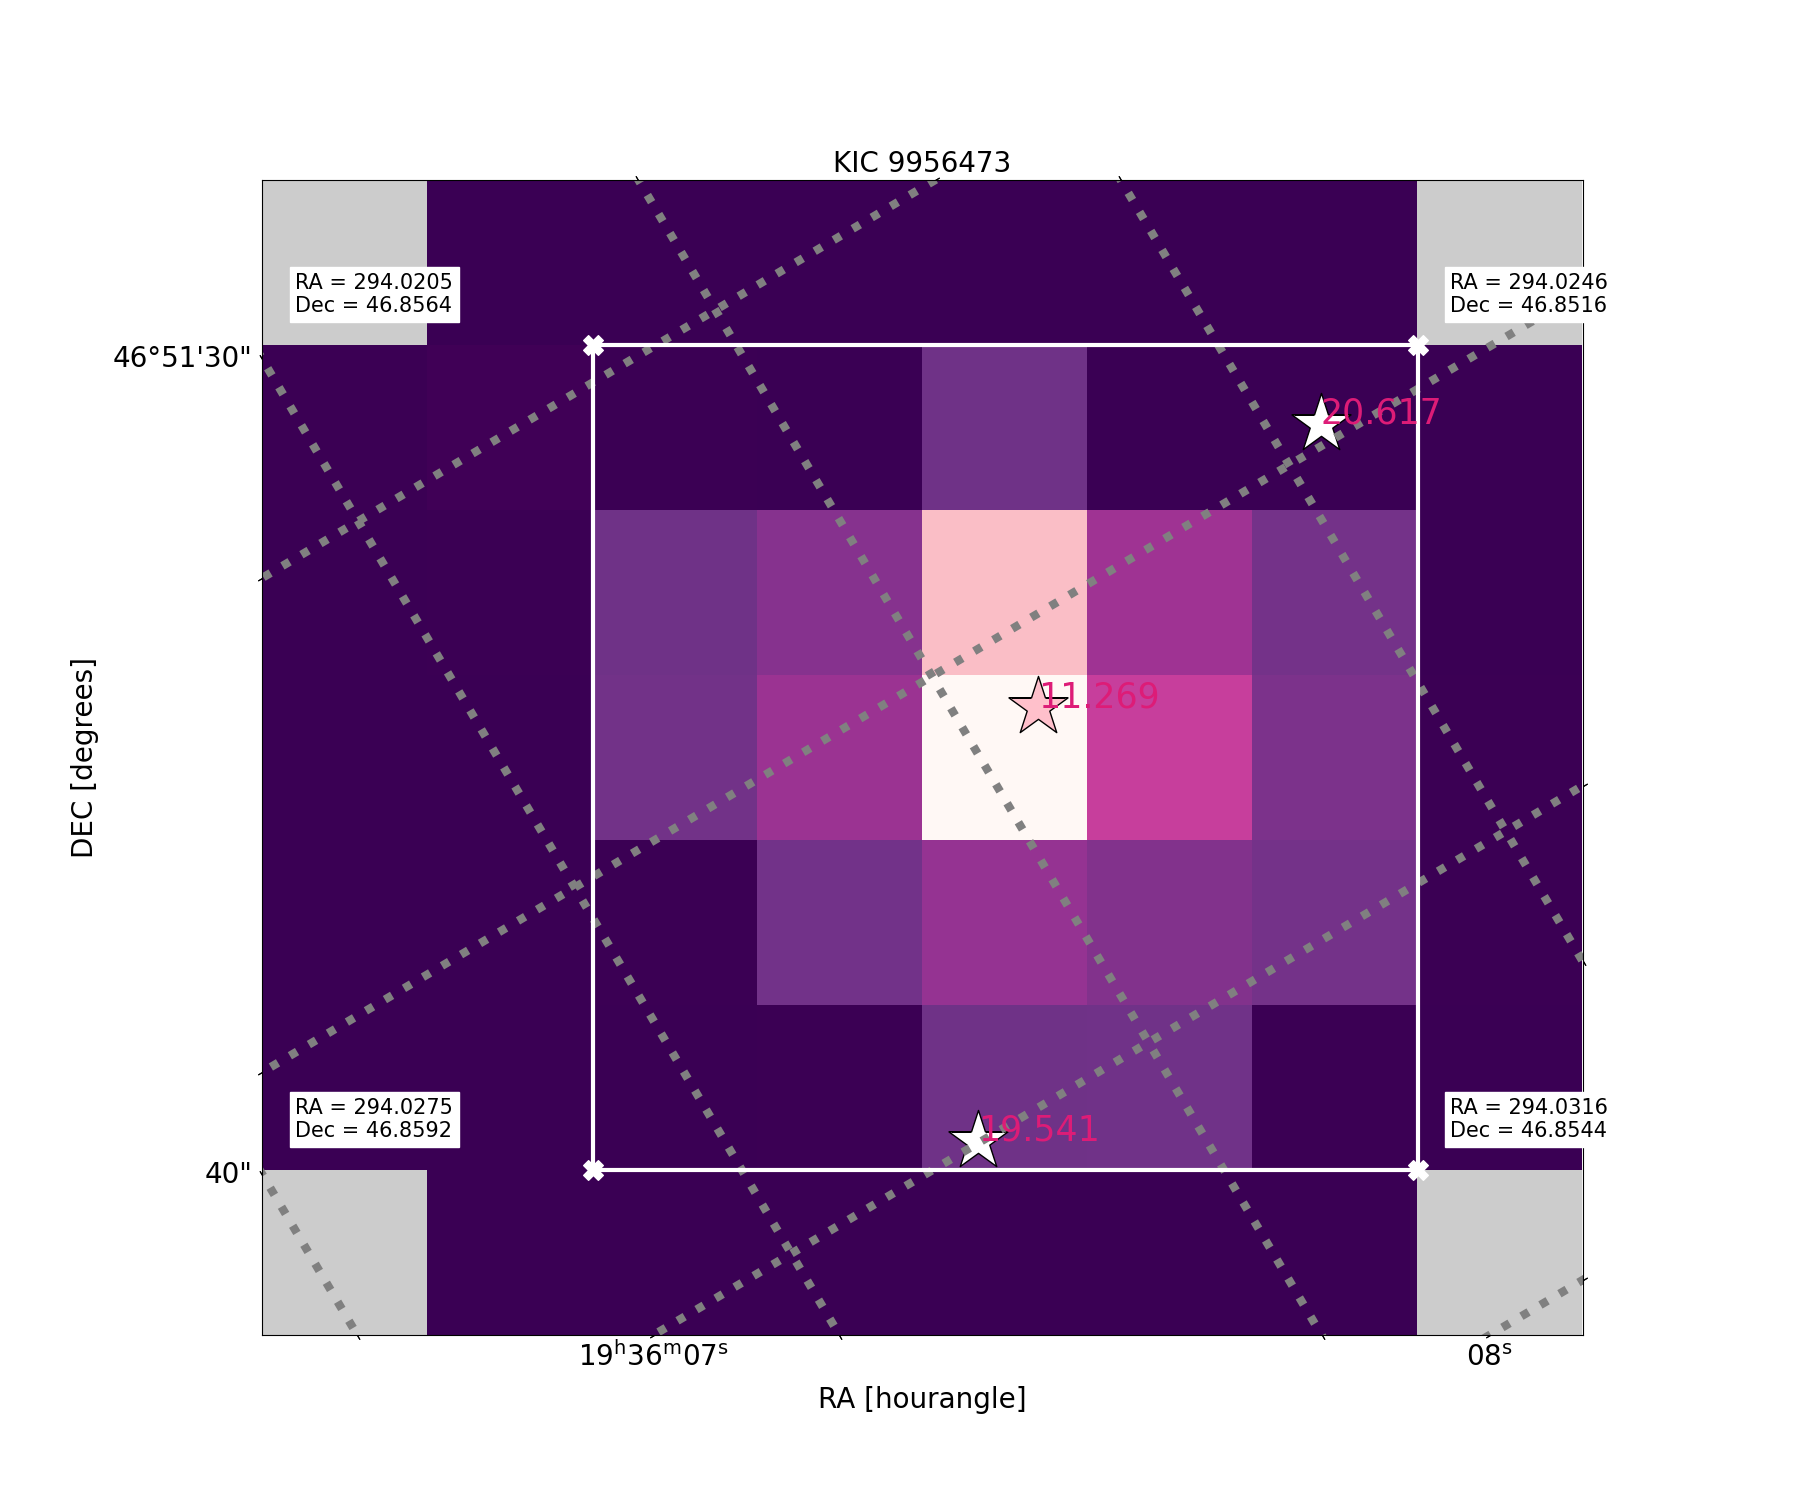 KIC 9956473
RA = 294.0205
Dec = 46.8564
RA = 294.0246
Dec = 46.8516
46°51'30"
20.617
11.269
DEC [degrees]
RA = 294.0275
Dec = 46.8592
RA = 294.0316
Dec = 46.8544
19.541
40"
19ʰ36ᵐ07ˢ
08ˢ
RA [hourangle]